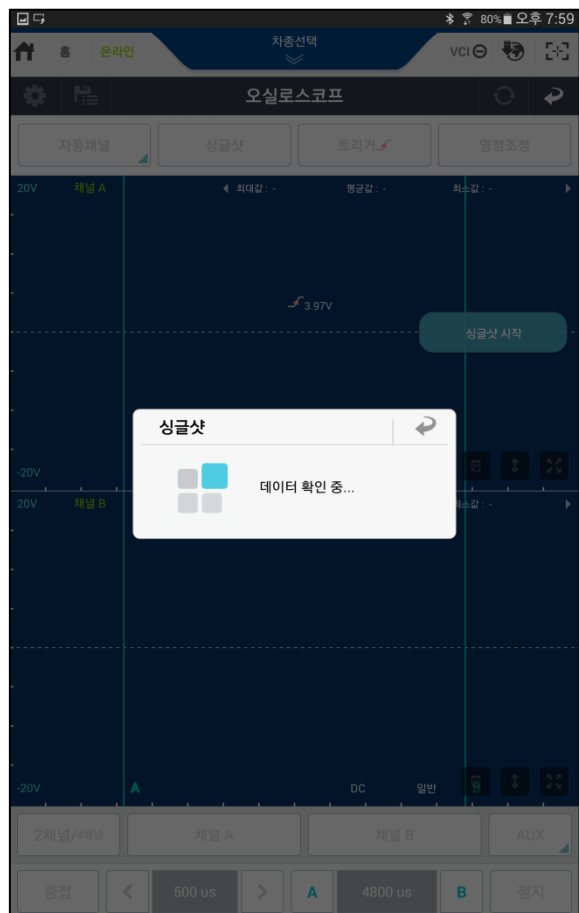 80% 오후 7:59
홈 온라인 차종선택 VCI
오실로스코프
자동채널 싱글샷 트리거 영점조정
20V 채널 A 최대값 : - 평균값 : - 최소값 : -
3.97V
싱글샷 시작
싱글샷
데이터 확인 중...
-20V
20V 채널 B 최소값 : -
-20V A DC 일반 B
2채널/4채널 채널 A 채널 B AUX
중첩 < 500 us > A 4800 us B 정지